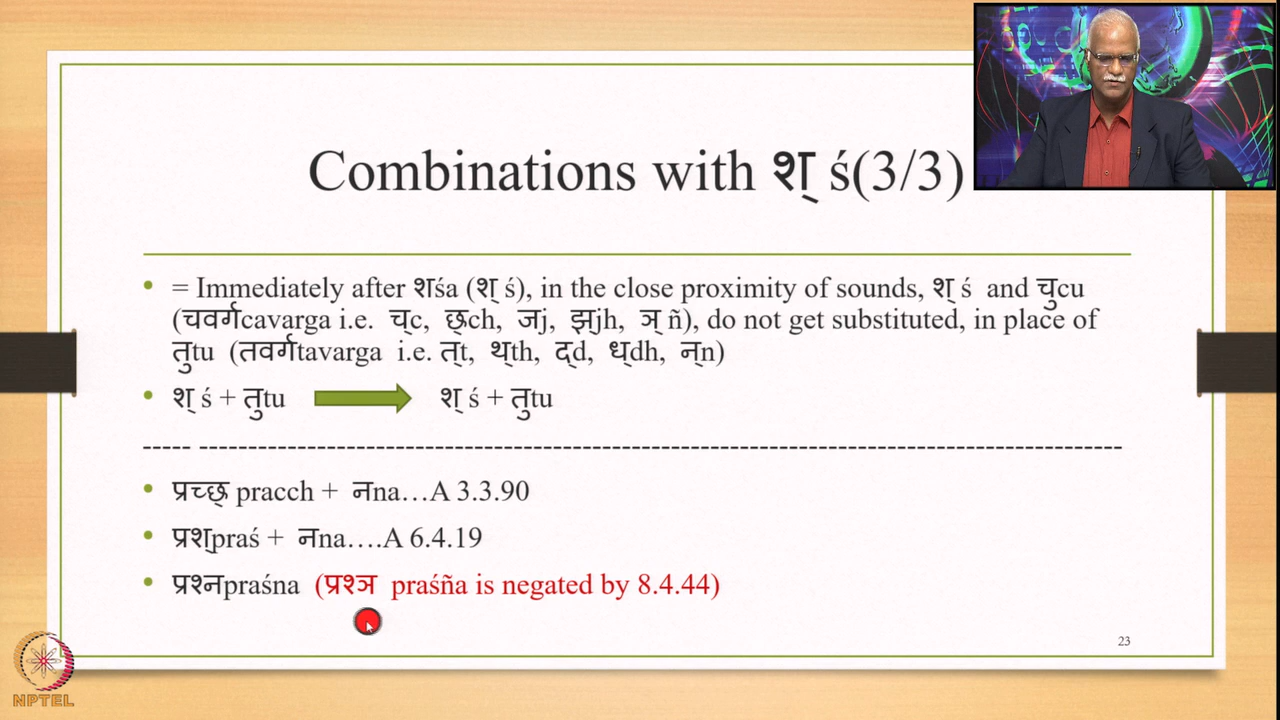 Combinations with श् ś(3/3)
= Immediately after शśa (श् ś), in the close proximity of sounds, श् ś and चुcu
(चवर्गcavarga i.e. च्c, छ्ch, ज्j, झ्jh, ञ् ñ), do not get substituted, in place of
तुtu (तवर्गtavarga i.e. त्t, थ्th, द्d, ध्dh, न्n)
श् ś + तुtu श् ś + तुtu
----- -----------------------------------------------------------------------------------------------
प्रच्छ् pracch + नna…A 3.3.90
प्रश्praś + नna….A 6.4.19
प्रश्नpraśna (प्रश्ञ praśña is negated by 8.4.44)
23
NPTEL